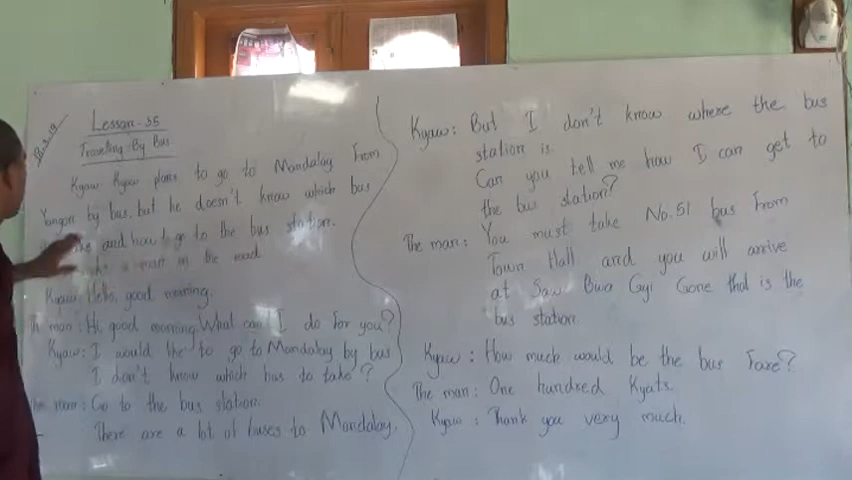 18.9.19
Lesson-55
Travelling By Bus
Kyaw Kyaw plans to go to Mandalay From
Yangon by bus. but he doesn't know which bus
and how to go to the bus station.
a man on the road
Kyaw: Hello, good morning.
The man: Hi, good morning. What can I do for you?
Kyaw: I would like to go to Mandalay by bus
I don't know which bus to take?
The man: Go to the bus station.
There are a lot of buses to Mandalay.
Kyaw: But I don't know where the bus
station is.
Can you tell me how I can get to
the bus station?
The man: You must take No.51 bus From
Town Hall and you will arrive
at Saw Bwa Gyi Gone that is the
bus station.
Kyaw: How much would be the bus Fare?
The man: One hundred Kyats.
Kyaw: Thank you very much.